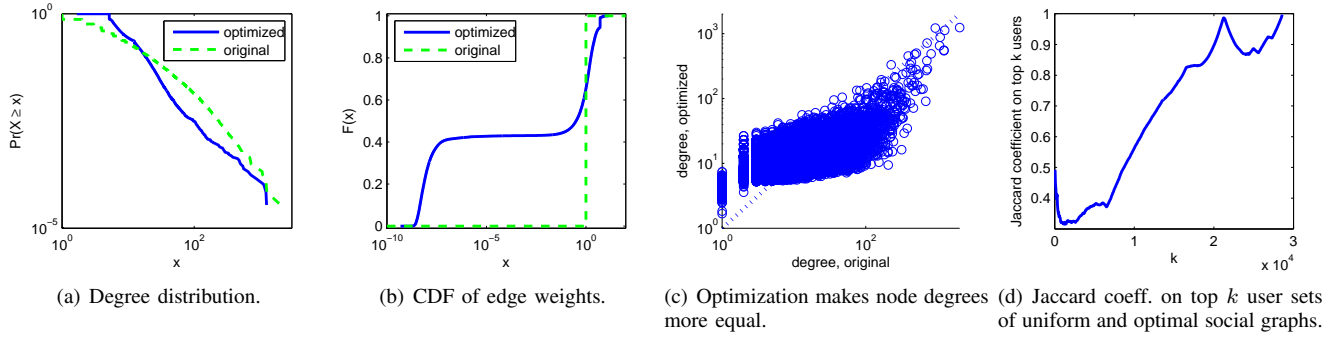 10^0
10^-5
Pr(X ≥ x)
optimized
original
10^0
10^2
x
(a) Degree distribution.
1
0.8
0.6
0.4
0.2
0
F(x)
optimized
original
10^-10
10^-5
10^0
x
(b) CDF of edge weights.
10^3
10^2
10^1
10^0
degree, optimized
10^0
10^2
degree, original
(c) Optimization makes node degrees
more equal.
1
0.9
0.8
0.7
0.6
0.5
0.4
Jaccard coefficient on top k users
0
1
2
3
x 10^4
k
(d) Jaccard coeff. on top k user sets
of uniform and optimal social graphs.